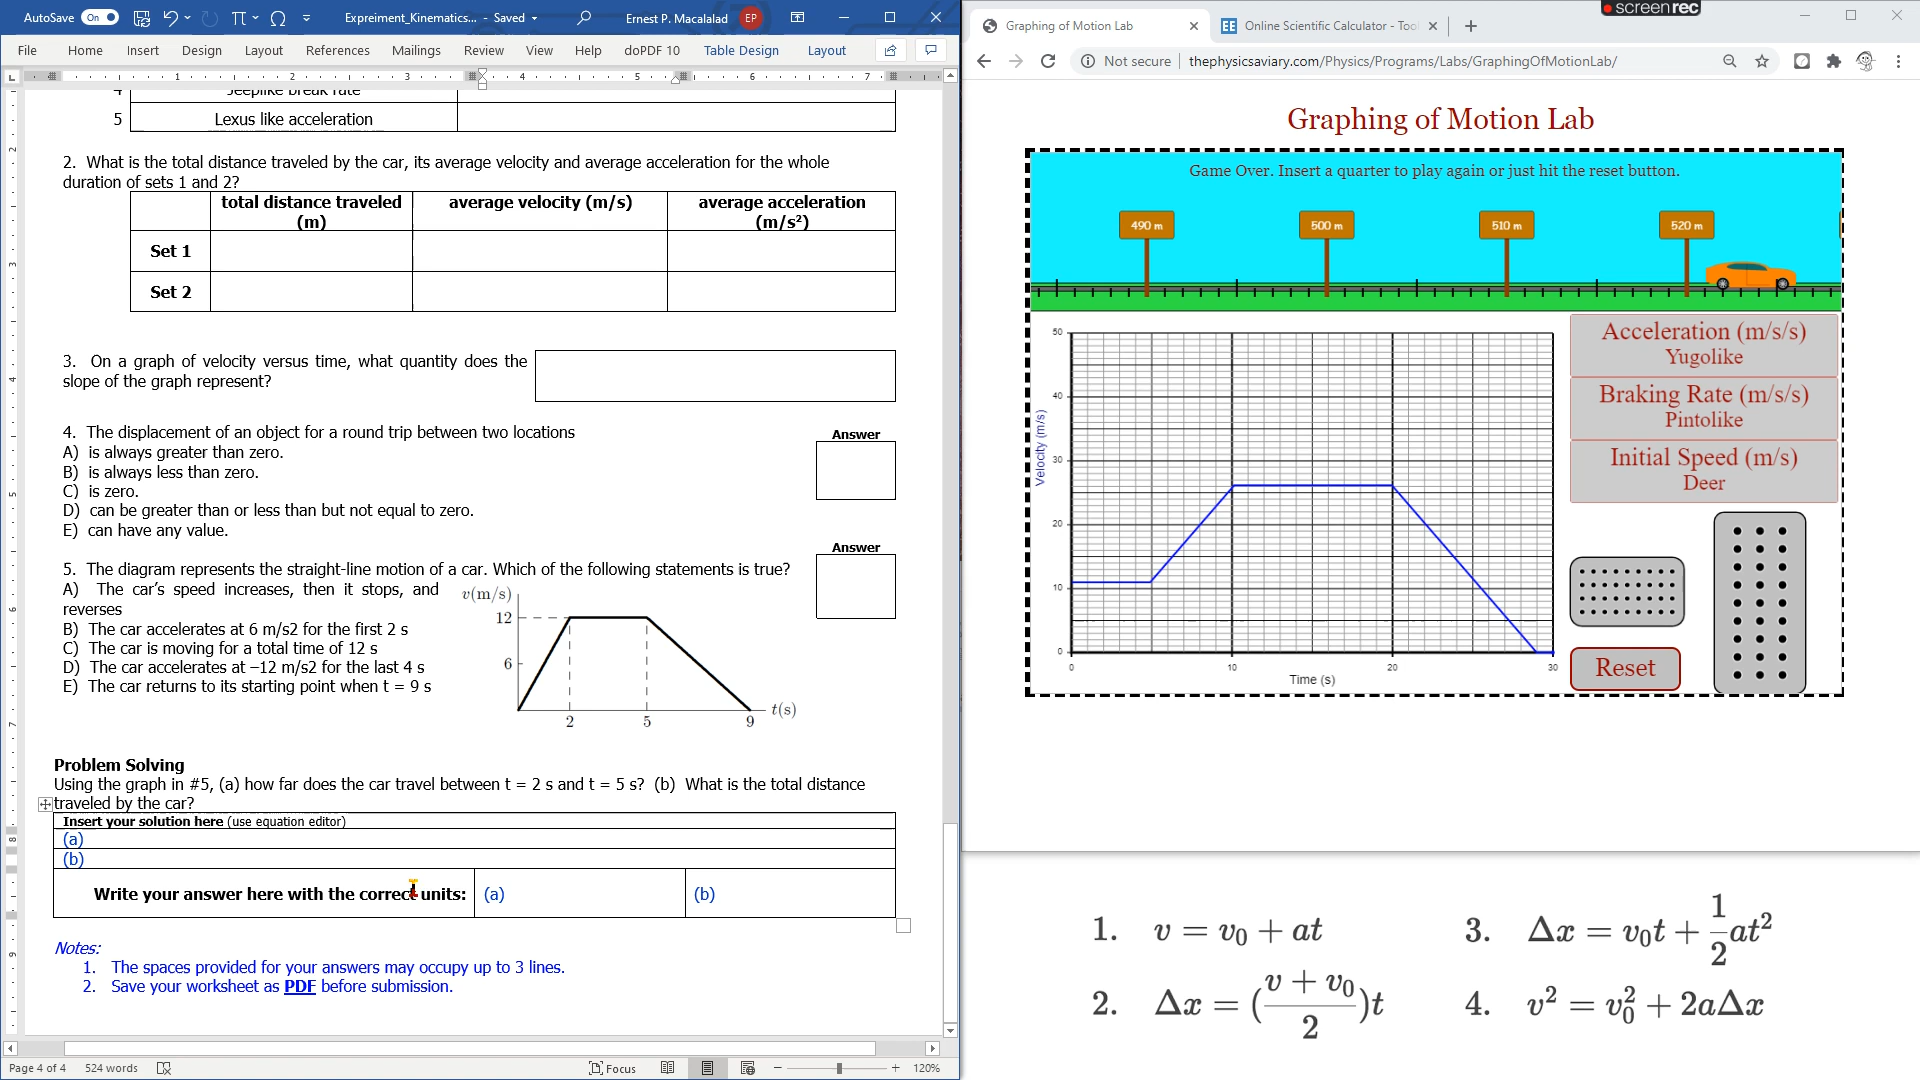 AutoSave On
Expreiment_Kinematics... - Saved
Ernest P. Macalalad EP
File Home Insert Design Layout References Mailings Review View Help doPDF 10 Table Design Layout
1 2 3 4 5 6 7
4 Jeeplike break rate
5 Lexus like acceleration
2. What is the total distance traveled by the car, its average velocity and average acceleration for the whole
duration of sets 1 and 2?
total distance traveled (m) average velocity (m/s) average acceleration (m/s²)
Set 1
Set 2
3. On a graph of velocity versus time, what quantity does the
slope of the graph represent?
4. The displacement of an object for a round trip between two locations
Answer
A) is always greater than zero.
B) is always less than zero.
C) is zero.
D) can be greater than or less than but not equal to zero.
E) can have any value.
Answer
5. The diagram represents the straight-line motion of a car. Which of the following statements is true?
A) The car's speed increases, then it stops, and
reverses
B) The car accelerates at 6 m/s2 for the first 2 s
C) The car is moving for a total time of 12 s
D) The car accelerates at –12 m/s2 for the last 4 s
E) The car returns to its starting point when t = 9 s
v(m/s)
12
6
2 5 9 t(s)
Problem Solving
Using the graph in #5, (a) how far does the car travel between t = 2 s and t = 5 s? (b) What is the total distance
traveled by the car?
Insert your solution here (use equation editor)
(a)
(b)
Write your answer here with the correct units: (a) (b)
Notes:
1. The spaces provided for your answers may occupy up to 3 lines.
2. Save your worksheet as PDF before submission.
Page 4 of 4 524 words Focus 120%
screenrec
Graphing of Motion Lab
EE Online Scientific Calculator - Tool
Not secure thephysicsaviary.com/Physics/Programs/Labs/GraphingOfMotionLab/
Graphing of Motion Lab
Game Over. Insert a quarter to play again or just hit the reset button.
490 m 500 m 510 m 520 m
50
40
30
20
10
0
Velocity (m/s)
0 10 20 30
Time (s)
Acceleration (m/s/s)
Yugolike
Braking Rate (m/s/s)
Pintolike
Initial Speed (m/s)
Deer
Reset
1. v = v₀ + at
2. Δx = (v + v₀ / 2)t
3. Δx = v₀t + 1/2 at²
4. v² = v₀² + 2aΔx